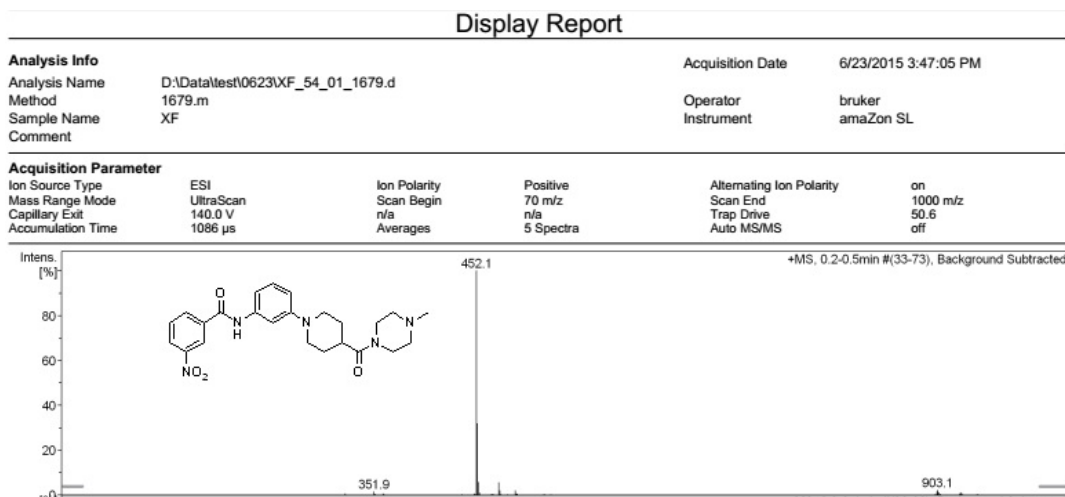 Display Report
Analysis Info
Acquisition Date 6/23/2015 3:47:05 PM
Analysis Name D:\Data\test\0623\XF_54_01_1679.d
Method 1679.m
Operator bruker
Sample Name XF
Instrument amaZon SL
Comment
Acquisition Parameter
Ion Source Type ESI Ion Polarity Positive Alternating Ion Polarity on
Mass Range Mode UltraScan Scan Begin 70 m/z Scan End 1000 m/z
Capillary Exit 140.0 V n/a n/a Trap Drive 50.6
Accumulation Time 1086 µs Averages 5 Spectra Auto MS/MS off
Intens.
[%]
+MS, 0.2-0.5min #(33-73), Background Subtracted
452.1
80
60
40
20
0
O
N
H
N
N
N
O
NO2
351.9
903.1